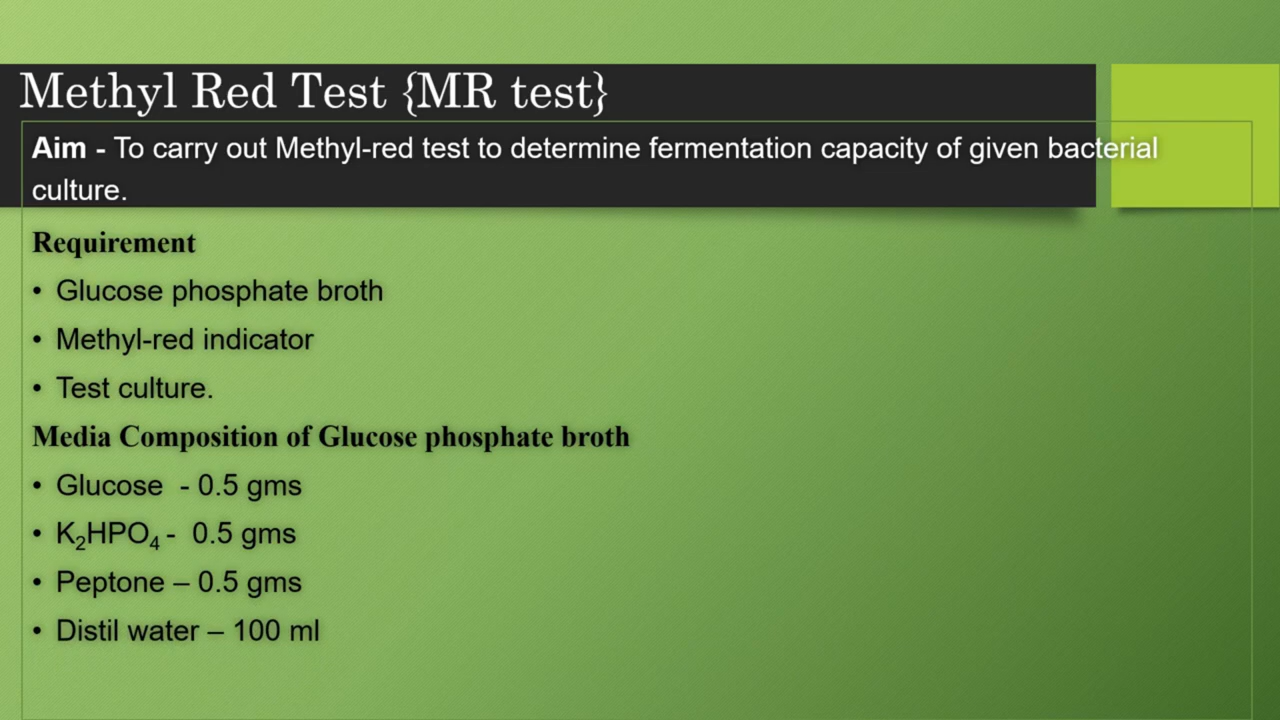 Methyl Red Test {MR test}
Aim - To carry out Methyl-red test to determine fermentation capacity of given bacterial
culture.
Requirement
• Glucose phosphate broth
• Methyl-red indicator
• Test culture.
Media Composition of Glucose phosphate broth
• Glucose - 0.5 gms
• K₂HPO₄ - 0.5 gms
• Peptone – 0.5 gms
• Distil water – 100 ml